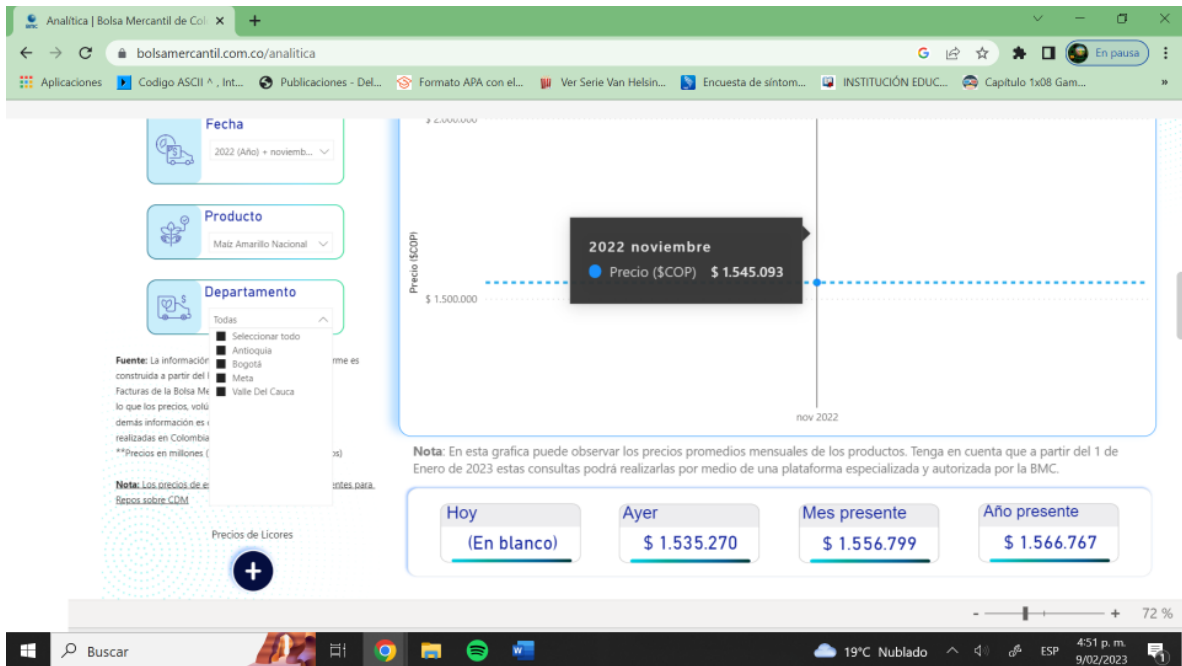 Analítica | Bolsa Mercantil de Col
bolsamercantil.com.co/analitica
En pausa
Aplicaciones
Codigo ASCII ^ , Int...
Publicaciones - Del...
Formato APA con el...
Ver Serie Van Helsin...
Encuesta de síntom...
INSTITUCIÓN EDUC...
Capítulo 1x08 Gam...
»
Fecha
2022 (Año) + noviemb...
Producto
Maíz Amarillo Nacional
Departamento
Todas
Seleccionar todo
Antioquia
Bogotá
Meta
Valle Del Cauca
Fuente: La información rme es
construida a partir del
Facturas de la Bolsa Me
lo que los precios, volú
demás información es
realizadas en Colombia
**Precios en millones ( os)
Nota: Los precios de es entes para
Repos sobre CDM
Precios de Licores
+
$ 2.000.000
Precio ($COP)
$ 1.500.000
2022 noviembre
Precio ($COP) $ 1.545.093
nov 2022
Nota: En esta grafica puede observar los precios promedios mensuales de los productos. Tenga en cuenta que a partir del 1 de
Enero de 2023 estas consultas podrá realizarlas por medio de una plataforma especializada y autorizada por la BMC.
Hoy
(En blanco)
Ayer
$ 1.535.270
Mes presente
$ 1.556.799
Año presente
$ 1.566.767
- + 72 %
Buscar
19°C Nublado
ESP
4:51 p. m.
9/02/2023
1